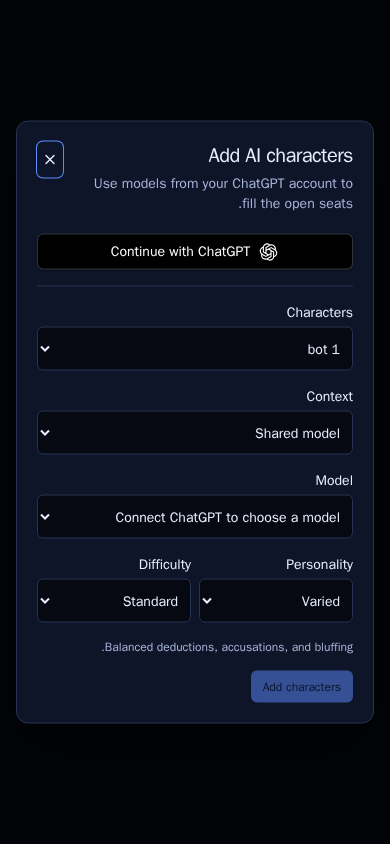 Add AI characters
Use models from your ChatGPT account to
fill the open seats.
Continue with ChatGPT
Characters
1 bot
Context
Shared model
Model
Connect ChatGPT to choose a model
Personality
Difficulty
Varied
Standard
Balanced deductions, accusations, and bluffing.
Add characters